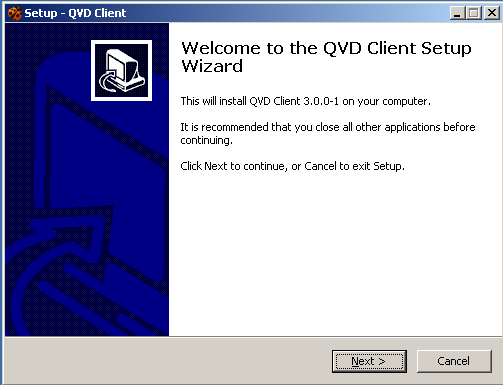 Setup - QVD Client
Welcome to the QVD Client Setup
Wizard
This will install QVD Client 3.0.0-1 on your computer.
It is recommended that you close all other applications before
continuing.
Click Next to continue, or Cancel to exit Setup.
Next >
Cancel